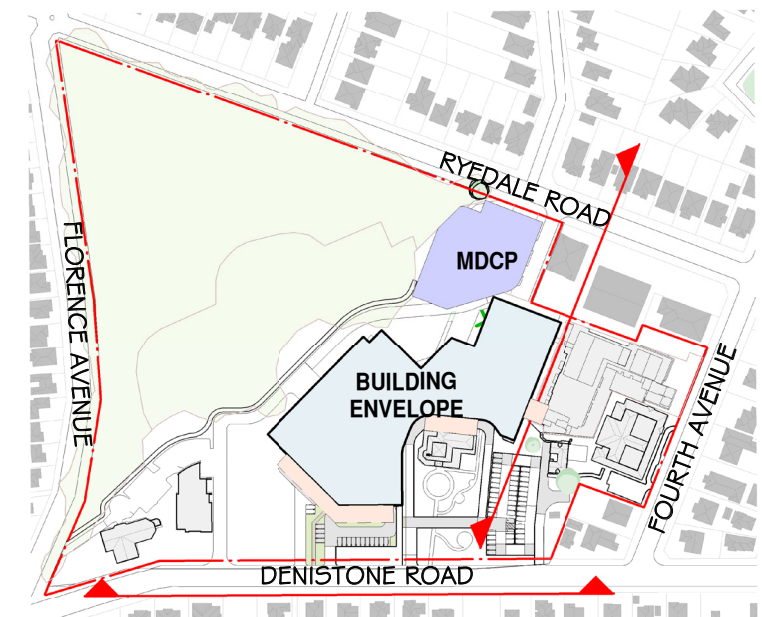 RYEDALE ROAD
FLORENCE AVENUE
MDCP
BUILDING
ENVELOPE
FOURTH AVENUE
DENISTONE ROAD